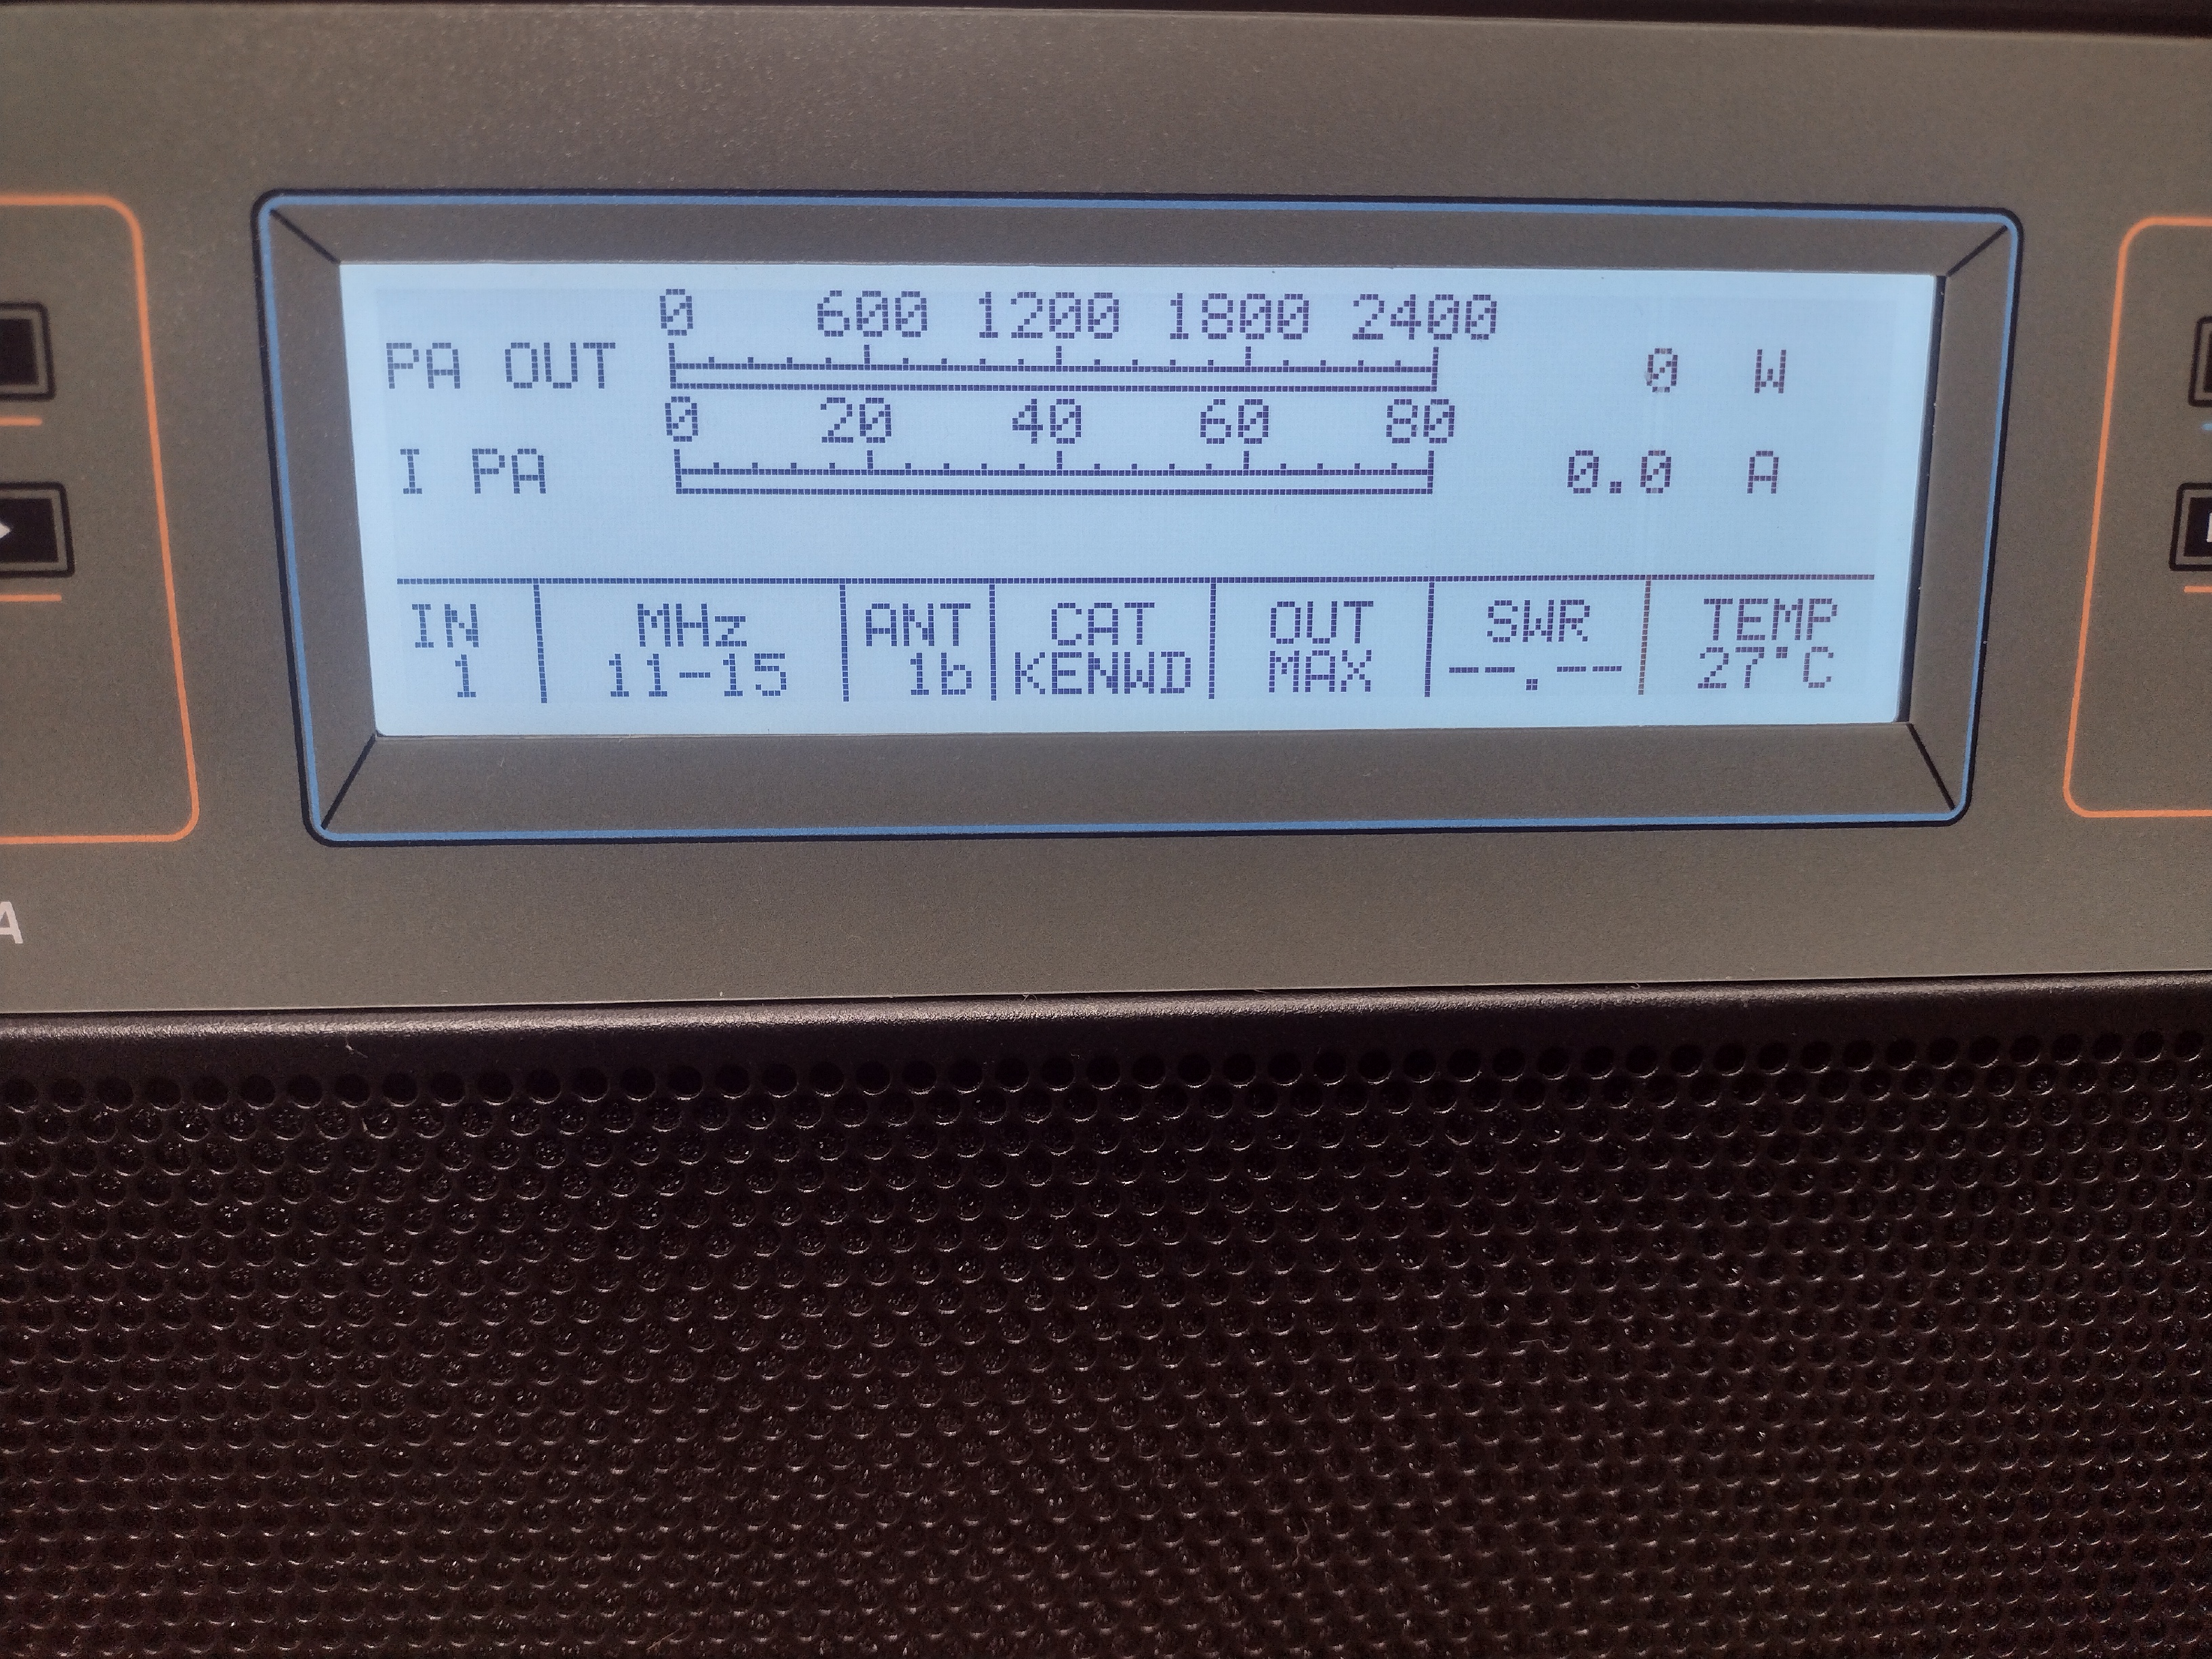 0 600 1200 1800 2400
PA OUT 0 W
0 20 40 60 80
I PA 0.0 A
IN MHz ANT CAT OUT SWR TEMP
1 11-15 1b KENWD MAX --.-- 27°C
A